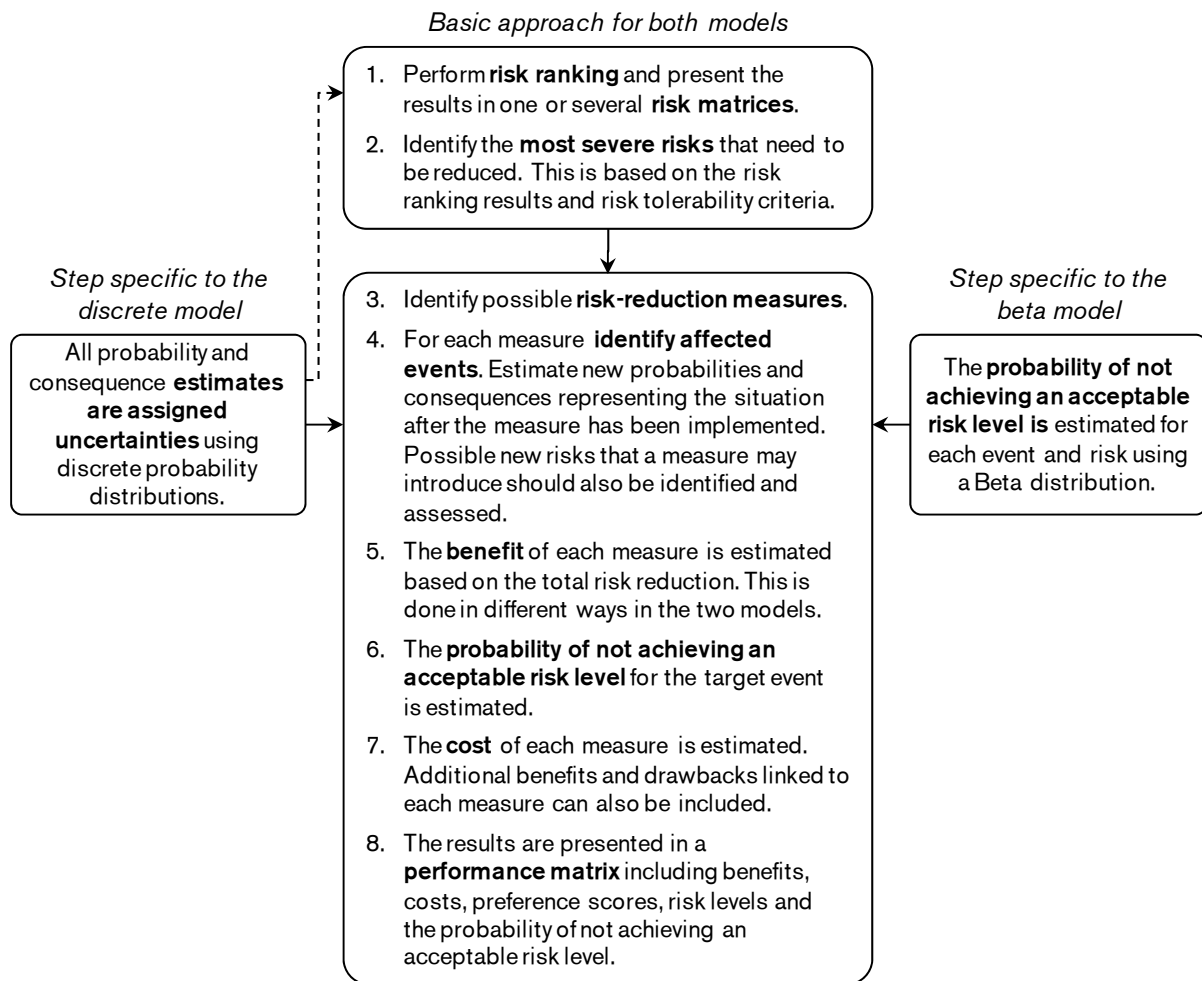 Basic approach for both models
1. Perform risk ranking and present the
results in one or several risk matrices.
2. Identify the most severe risks that need to
be reduced. This is based on the risk
ranking results and risk tolerability criteria.
Step specific to the
discrete model
All probability and
consequence estimates
are assigned
uncertainties using
discrete probability
distributions.
3. Identify possible risk-reduction measures.
4. For each measure identify affected
events. Estimate new probabilities and
consequences representing the situation
after the measure has been implemented.
Possible new risks that a measure may
introduce should also be identified and
assessed.
5. The benefit of each measure is estimated
based on the total risk reduction. This is
done in different ways in the two models.
6. The probability of not achieving an
acceptable risk level for the target event
is estimated.
7. The cost of each measure is estimated.
Additional benefits and drawbacks linked to
each measure can also be included.
8. The results are presented in a
performance matrix including benefits,
costs, preference scores, risk levels and
the probability of not achieving an
acceptable risk level.
Step specific to the
beta model
The probability of not
achieving an acceptable
risk level is estimated for
each event and risk using
a Beta distribution.